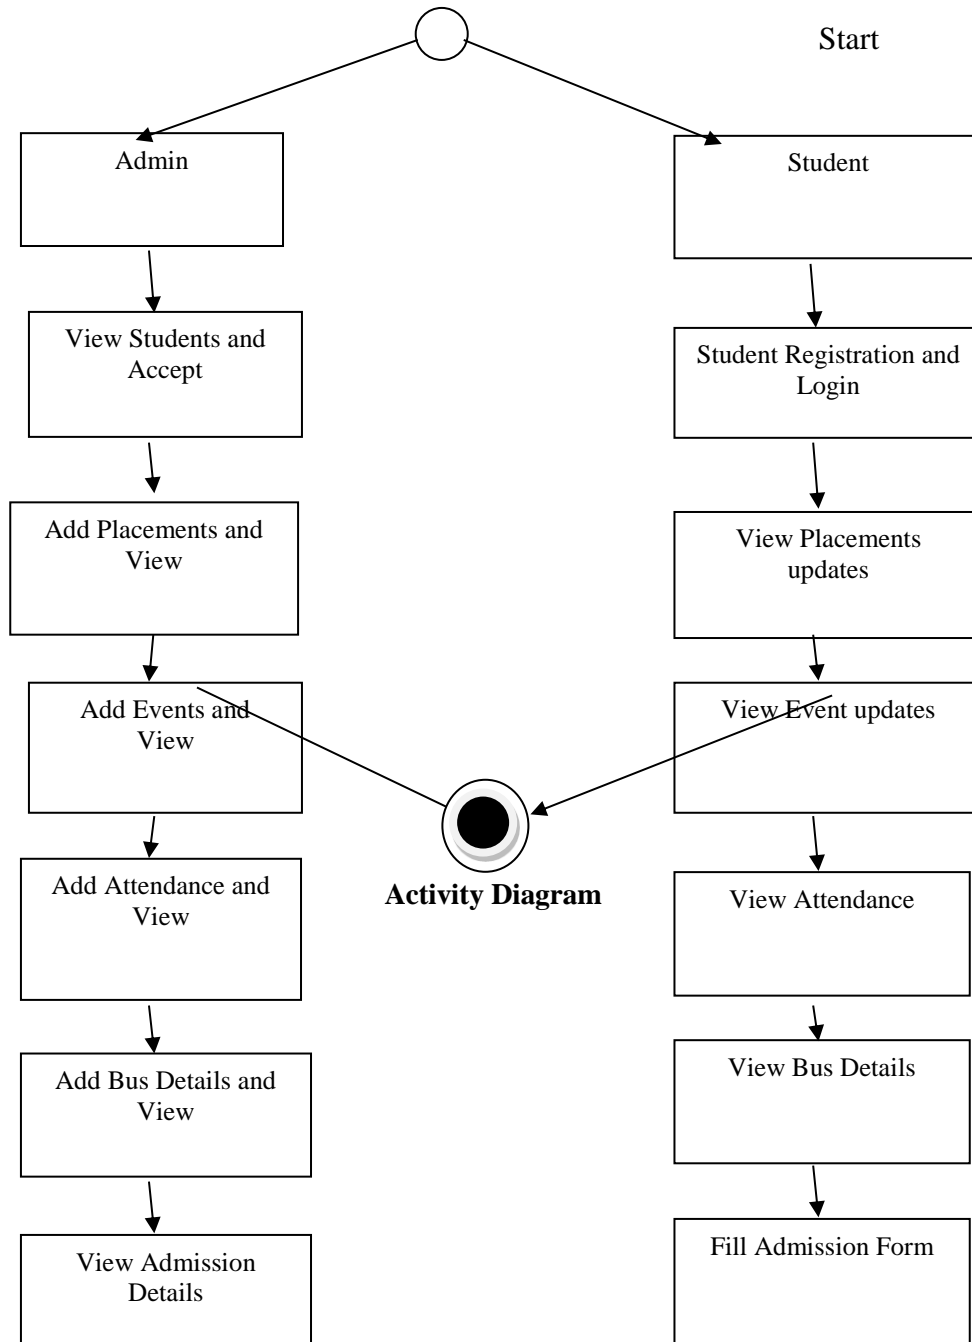 Start
Admin
Student
View Students and
Accept
Student Registration and
Login
Add Placements and
View
View Placements
updates
Add Events and
View
View Event updates
Activity Diagram
Add Attendance and
View
View Attendance
Add Bus Details and
View
View Bus Details
View Admission
Details
Fill Admission Form